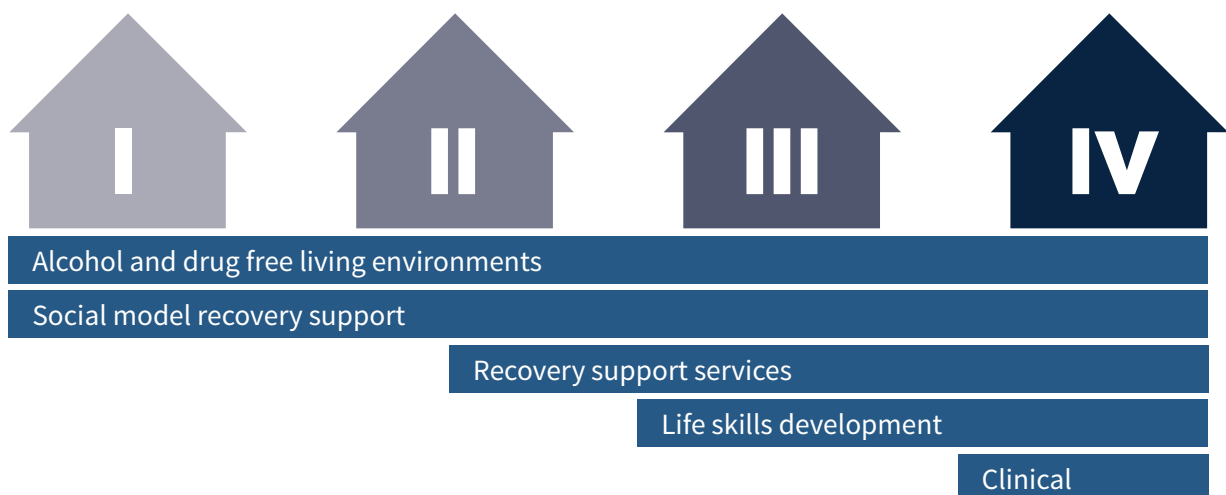 I II III IV
Alcohol and drug free living environments
Social model recovery support
Recovery support services
Life skills development
Clinical